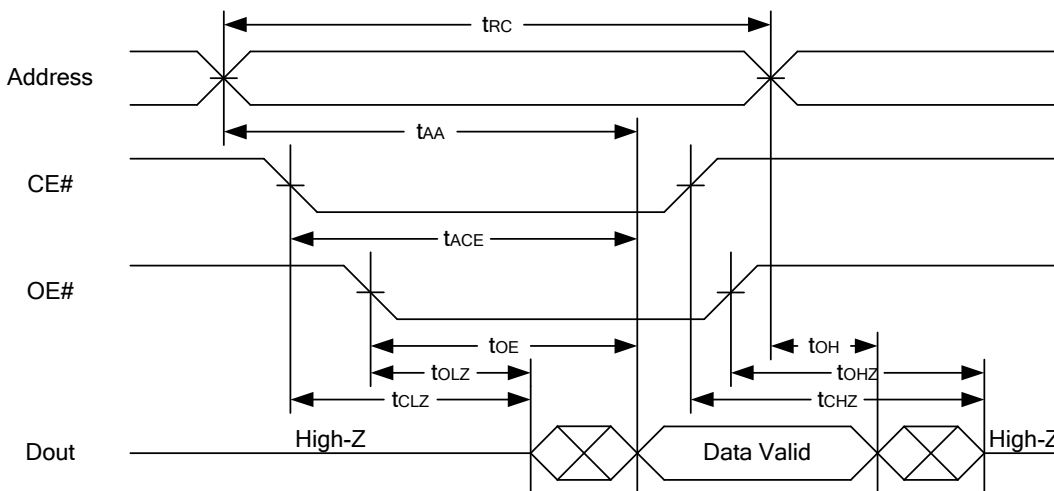 tRC
Address
tAA
CE#
tACE
OE#
tOE
tOH
tOLZ
tOHZ
tCLZ
tCHZ
High-Z
High-Z
Dout
Data Valid